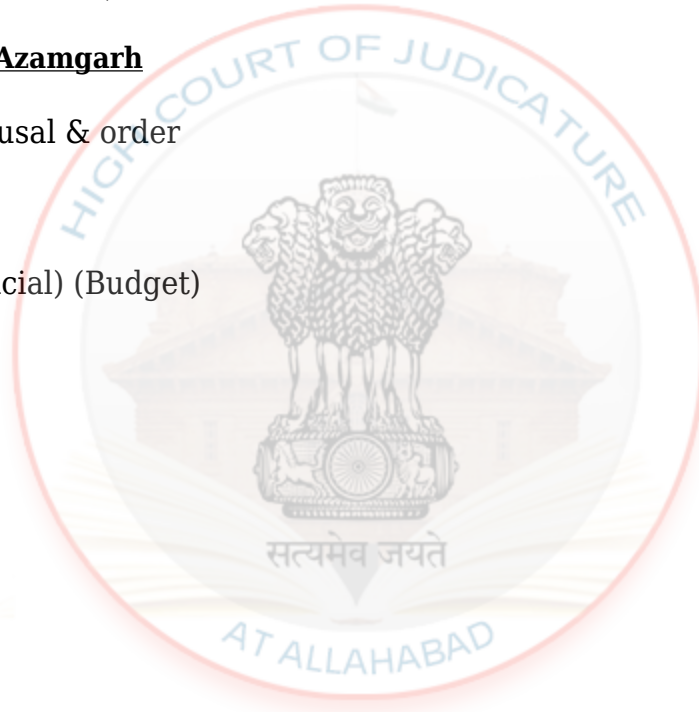 Azamgarh
usal & order
cial) (Budget)
HIGH COURT OF JUDICATURE
सत्यमेव जयते
AT ALLAHABAD